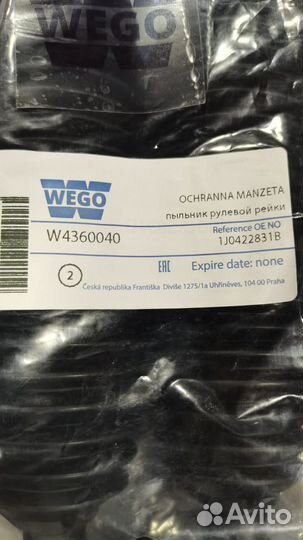 WEGO
WEGO
OCHRANNA MANZETA
пыльник рулевой рейки
W4360040
Reference OE NO
1J0422831B
2
EAC
Expire date: none
Česká republika Františka Diviše 1275/1a Uhříněves, 104 00 Praha
Avito